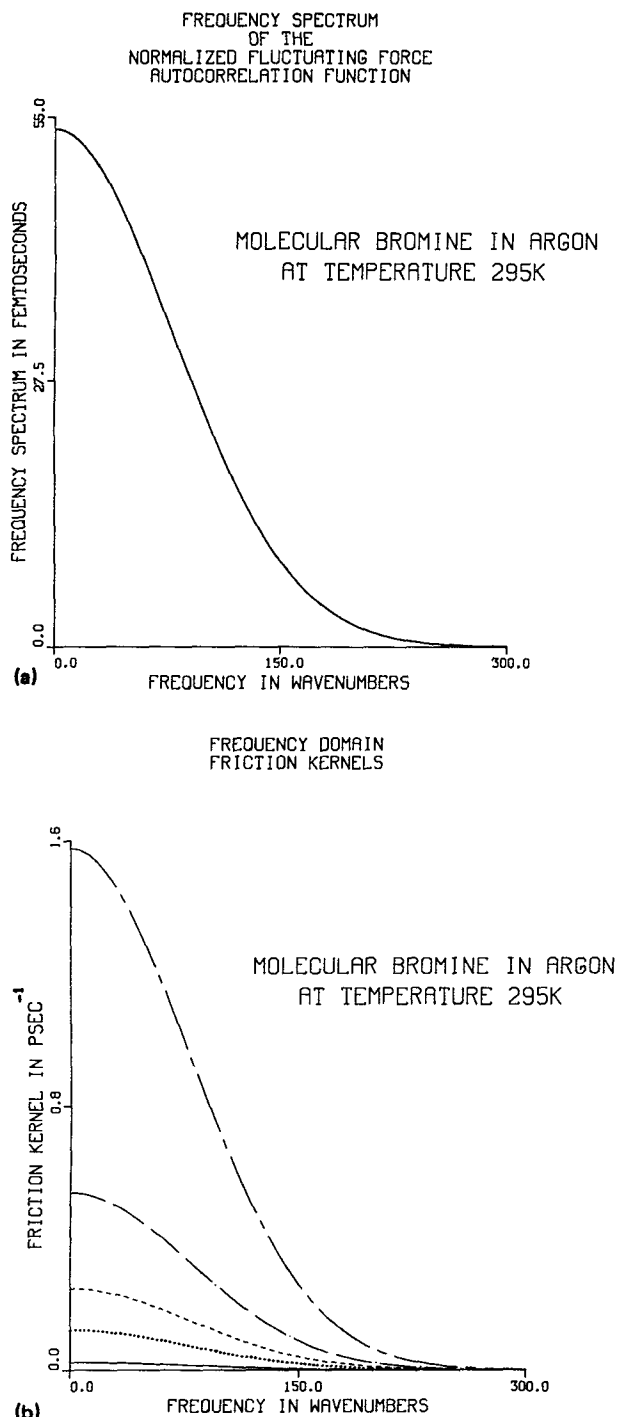 FREQUENCY SPECTRUM
OF THE
NORMALIZED FLUCTUATING FORCE
AUTOCORRELATION FUNCTION
MOLECULAR BROMINE IN ARGON
AT TEMPERATURE 295K
FREQUENCY SPECTRUM IN FEMTOSECONDS
55.0
27.5
0.0
0.0
150.0
300.0
FREQUENCY IN WAVENUMBERS
(a)
FREQUENCY DOMAIN
FRICTION KERNELS
MOLECULAR BROMINE IN ARGON
AT TEMPERATURE 295K
FRICTION KERNEL IN PSEC⁻¹
1.6
0.8
0.0
0.0
150.0
300.0
FREQUENCY IN WAVENUMBERS
(b)